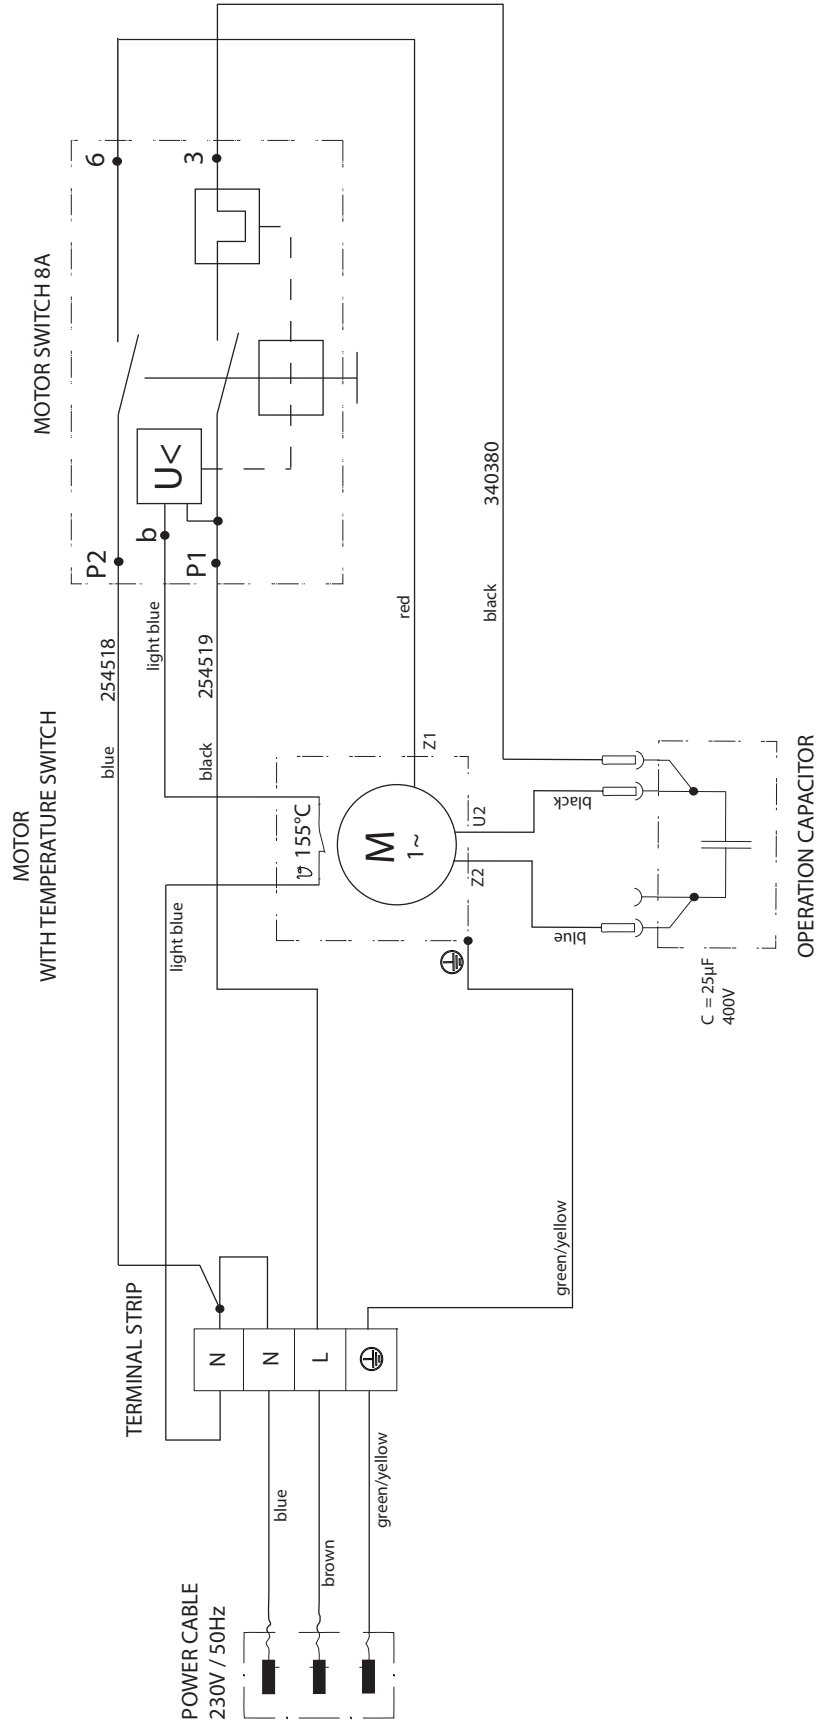 POWER CABLE
230V / 50Hz
blue
brown
green/yellow
TERMINAL STRIP
N
N
L
green/yellow
MOTOR
WITH TEMPERATURE SWITCH
blue
254518
light blue
light blue
black
254519
ϑ 155°C
M
1~
Z1
U2
Z2
red
black
340380
MOTOR SWITCH 8A
P2
b
P1
U<
6
3
black
blue
C = 25µF
400V
OPERATION CAPACITOR